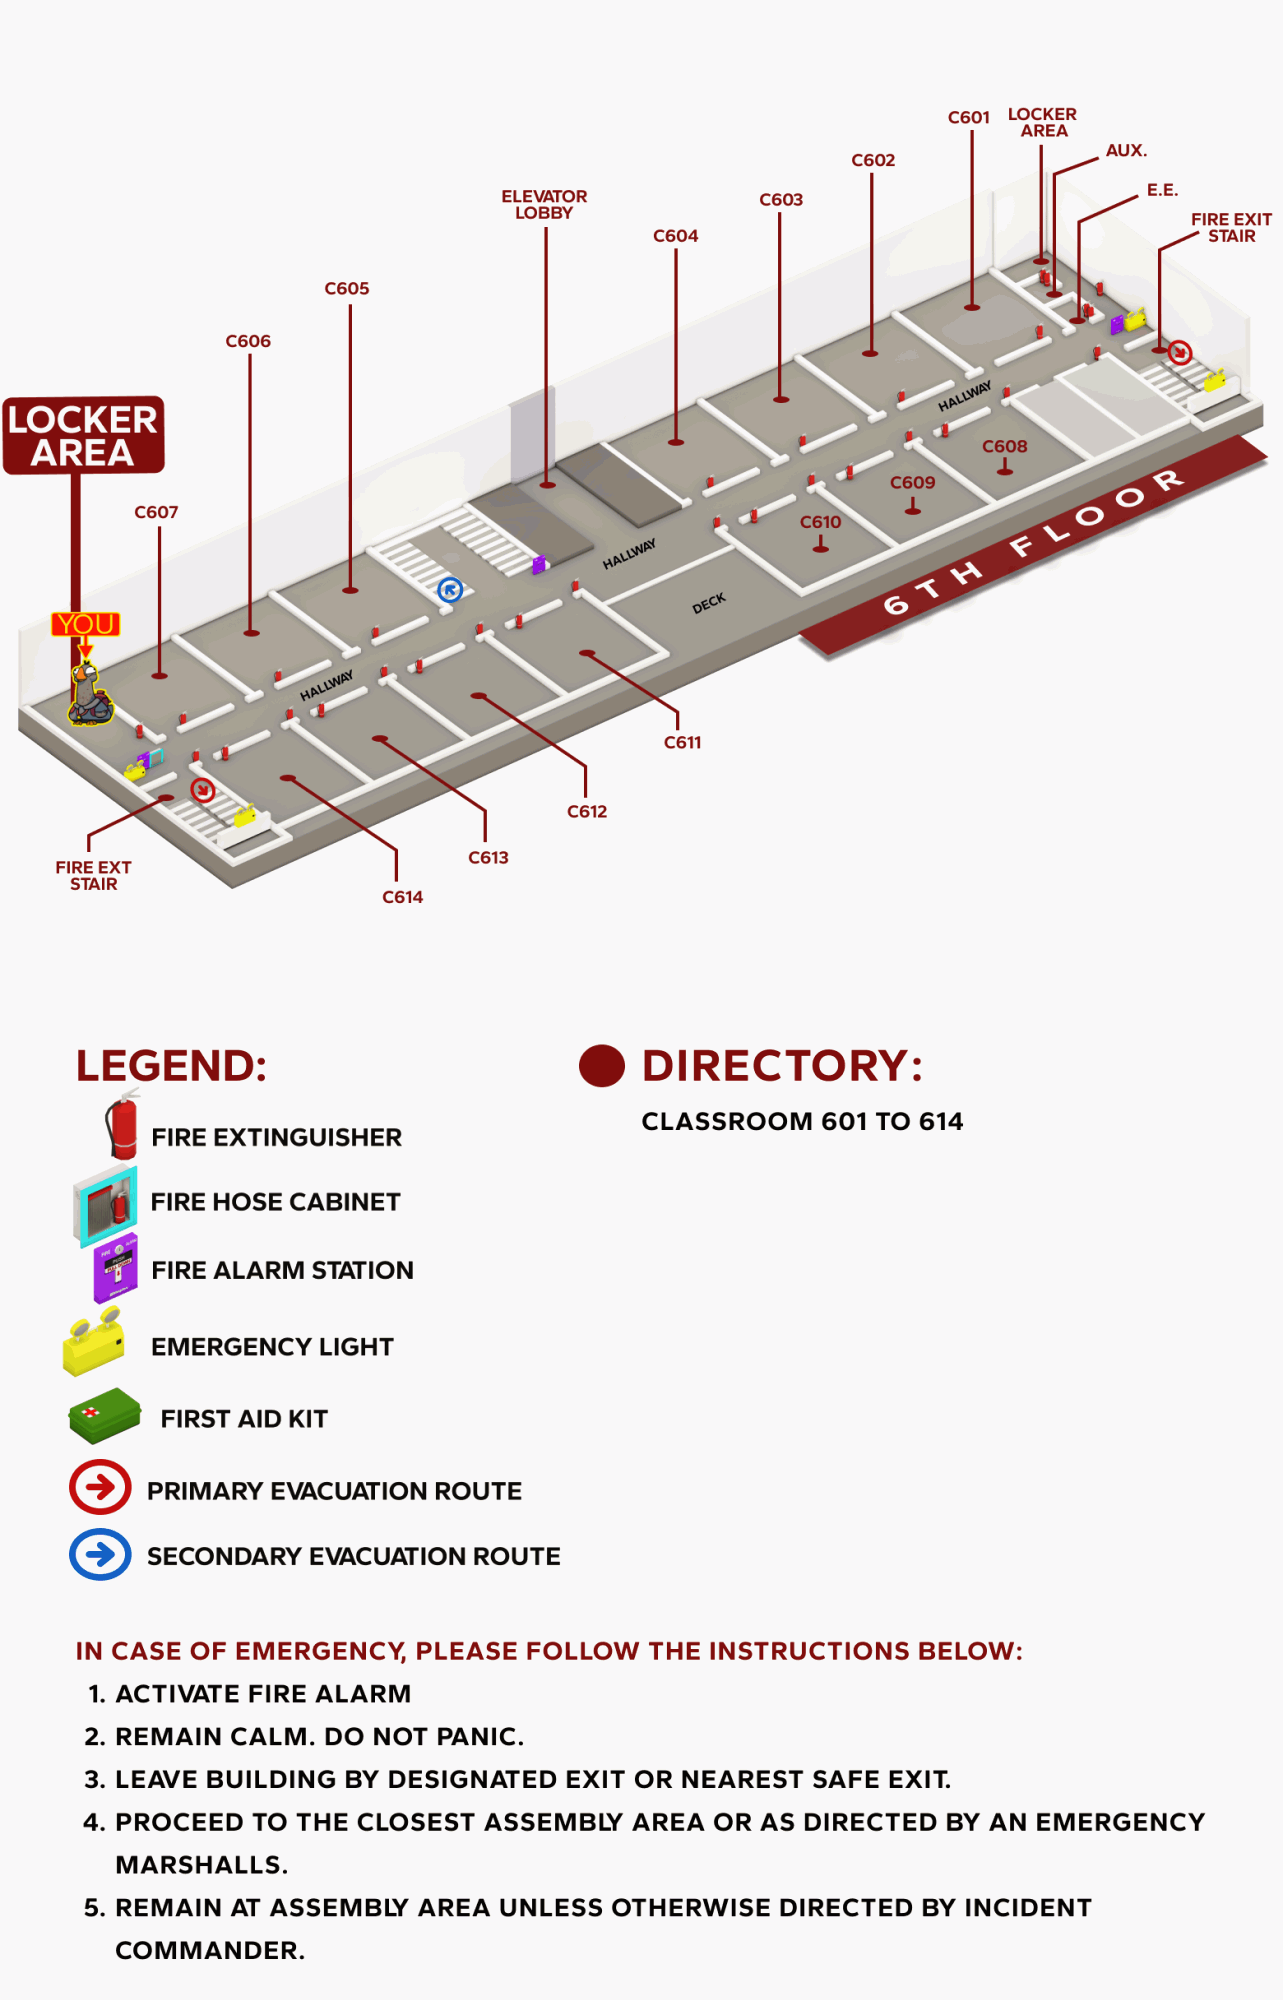 C601
LOCKER
AREA
AUX.
C602
E.E.
C603
ELEVATOR
LOBBY
FIRE EXIT
STAIR
C604
C605
C606
LOCKER
AREA
HALLWAY
C608
C609
C607
C610
6TH FLOOR
HALLWAY
DECK
YOU
HALLWAY
C611
C612
C613
FIRE EXT
STAIR
C614
LEGEND:
FIRE EXTINGUISHER
FIRE HOSE CABINET
FIRE ALARM STATION
EMERGENCY LIGHT
FIRST AID KIT
PRIMARY EVACUATION ROUTE
SECONDARY EVACUATION ROUTE
DIRECTORY:
CLASSROOM 601 TO 614
IN CASE OF EMERGENCY, PLEASE FOLLOW THE INSTRUCTIONS BELOW:
1. ACTIVATE FIRE ALARM
2. REMAIN CALM. DO NOT PANIC.
3. LEAVE BUILDING BY DESIGNATED EXIT OR NEAREST SAFE EXIT.
4. PROCEED TO THE CLOSEST ASSEMBLY AREA OR AS DIRECTED BY AN EMERGENCY
MARSHALLS.
5. REMAIN AT ASSEMBLY AREA UNLESS OTHERWISE DIRECTED BY INCIDENT
COMMANDER.